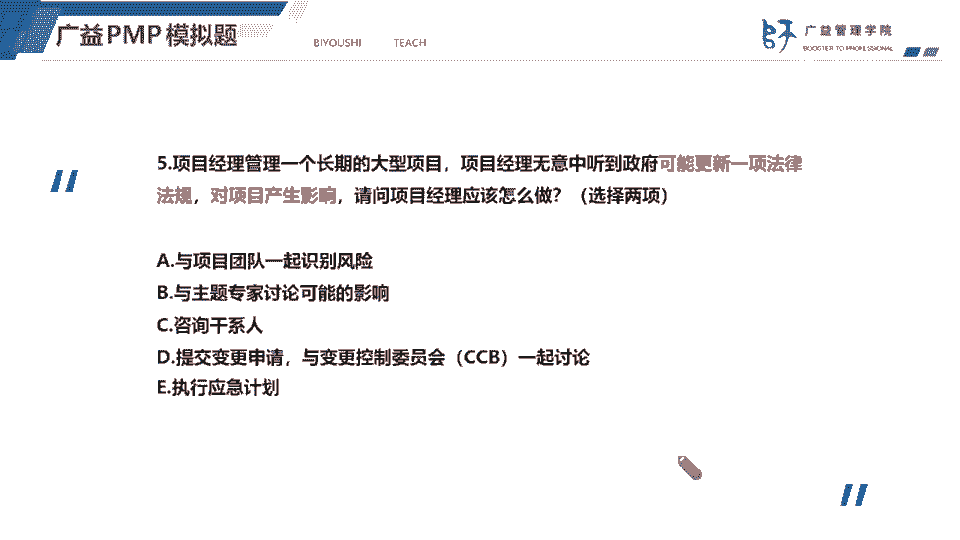 广益PMP模拟题
BIYOUSHI TEACH
广益管理学院
BOOSTER TO PROFESSIONAL
5.项目经理管理一个长期的大型项目，项目经理无意中听到政府可能更新一项法律
法规，对项目产生影响，请问项目经理应该怎么做？（选择两项）
A.与项目团队一起识别风险
B.与主题专家讨论可能的影响
C.咨询干系人
D.提交变更申请，与变更控制委员会（CCB）一起讨论
E.执行应急计划